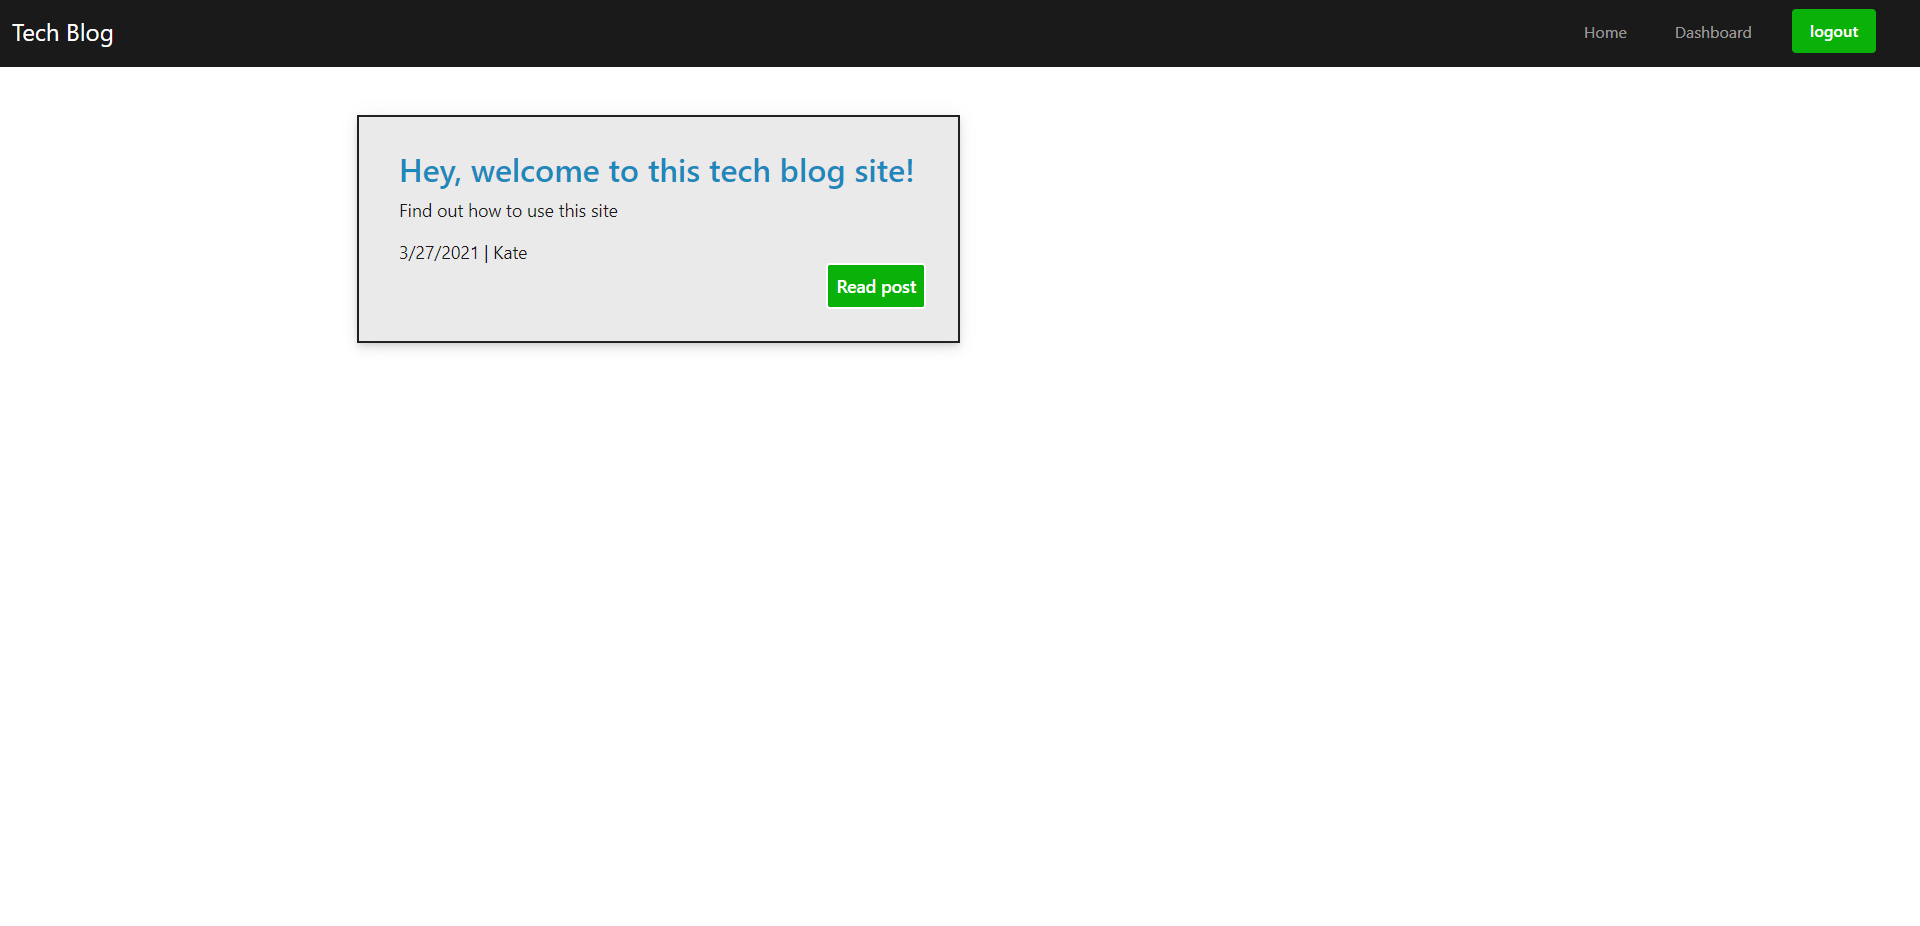 Tech Blog
Home
Dashboard
logout
Hey, welcome to this tech blog site!
Find out how to use this site
3/27/2021 | Kate
Read post